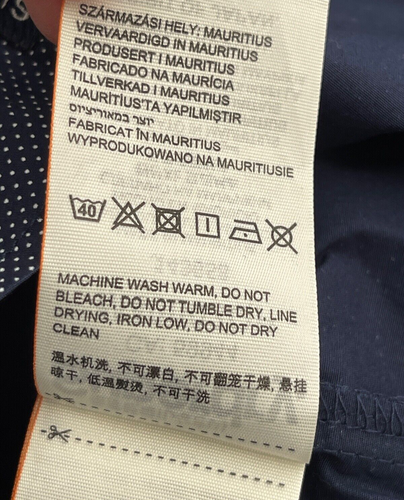 SZÁRMAZÁSI HELY: MAURITIUS
VERVAARDIGD IN MAURITIUS
PRODUSERT I MAURITIUS
FABRICADO NA MAURÍCIA
TILLVERKAD I MAURITIUS
MAURİTİUS'TA YAPILMIŞTIR
יוצר במאוריציוס
FABRICAT ÎN MAURITIUS
WYPRODUKOWANO NA MAURITIUSIE
40
MACHINE WASH WARM, DO NOT
BLEACH, DO NOT TUMBLE DRY, LINE
DRYING, IRON LOW, DO NOT DRY
CLEAN
温水机洗, 不可漂白, 不可翻笼干燥, 悬挂
晾干, 低温熨烫, 不可干洗